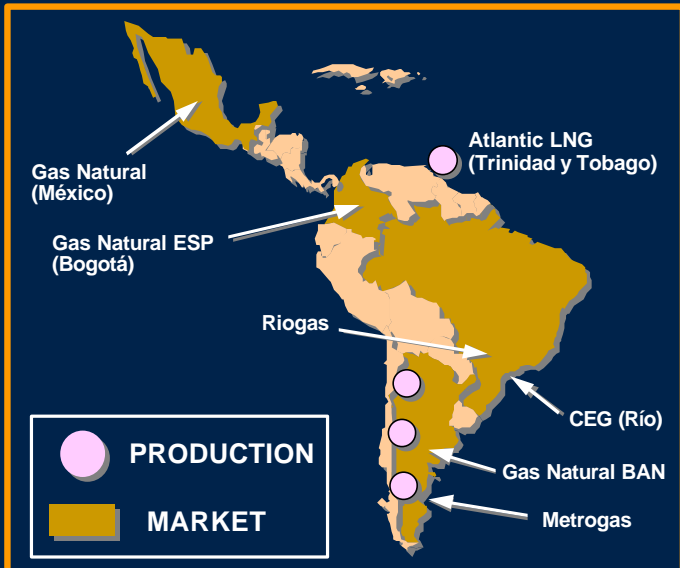 Atlantic LNG
(Trinidad y Tobago)
Gas Natural
(México)
Gas Natural ESP
(Bogotá)
Riogas
CEG (Río)
Gas Natural BAN
Metrogas
PRODUCTION
MARKET